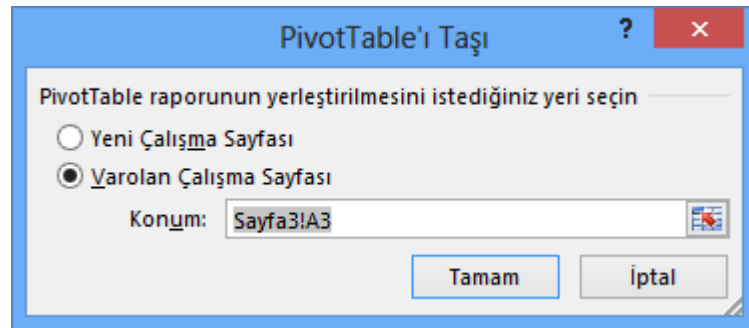 PivotTable'ı Taşı
?
PivotTable raporunun yerleştirilmesini istediğiniz yeri seçin
Yeni Çalışma Sayfası
Varolan Çalışma Sayfası
Konum: Sayfa3!A3
Tamam İptal